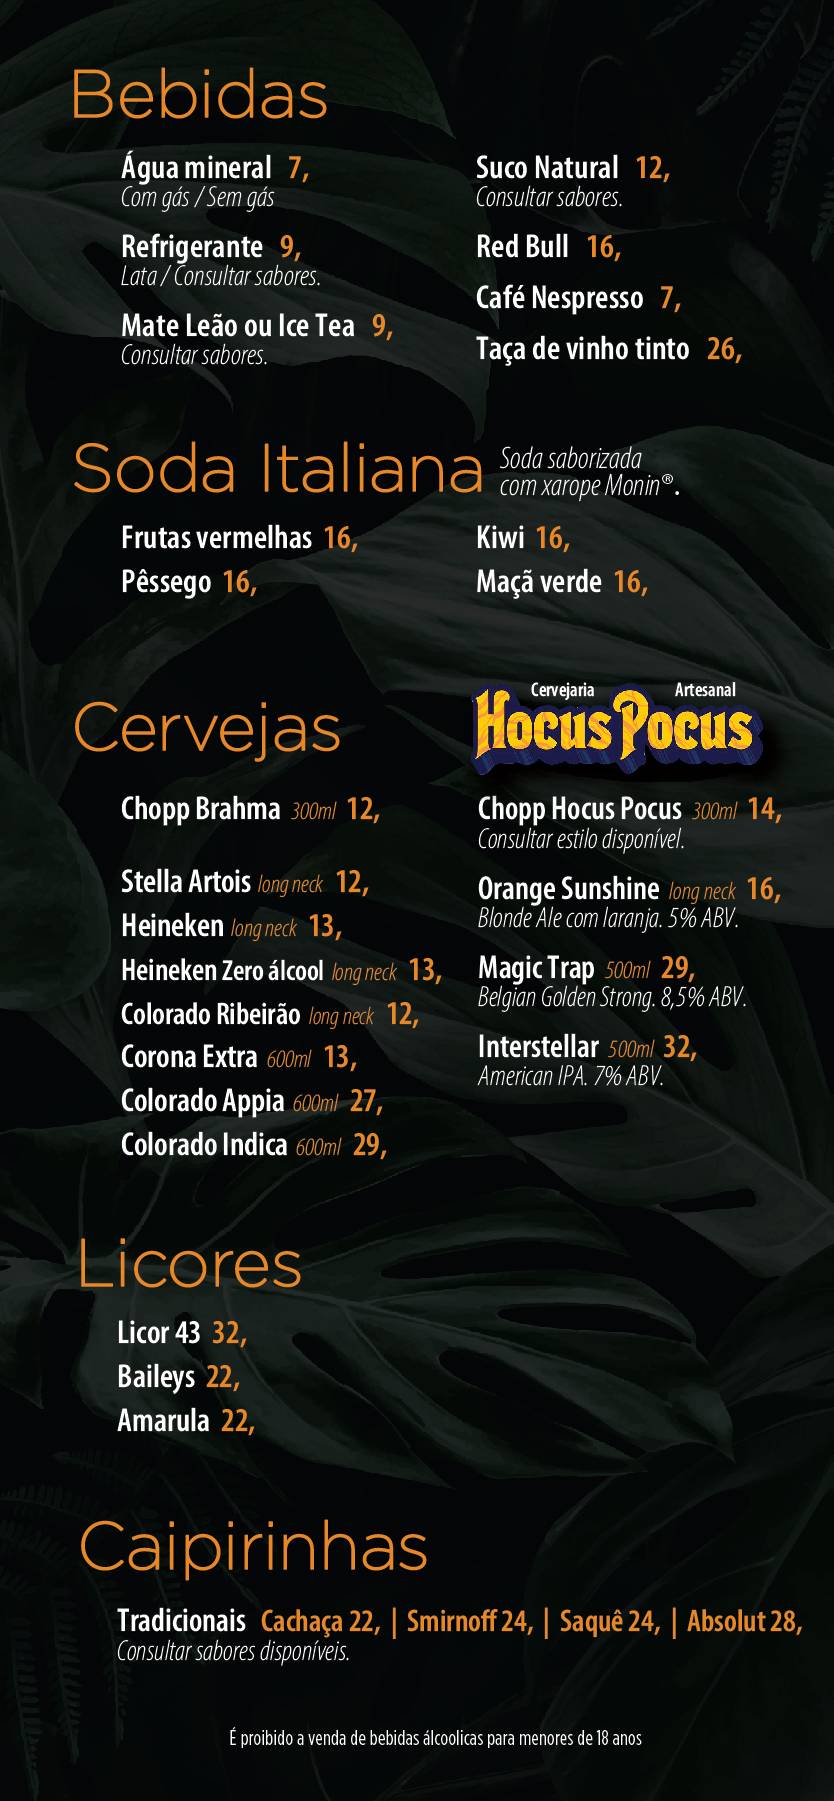 Bebidas
Água mineral 7,
Com gás / Sem gás
Refrigerante 9,
Lata / Consultar sabores.
Mate Leão ou Ice Tea 9,
Consultar sabores.
Suco Natural 12,
Consultar sabores.
Red Bull 16,
Café Nespresso 7,
Taça de vinho tinto 26,
Soda Italiana
Soda saborizada
com xarope Monin®.
Frutas vermelhas 16,
Pêssego 16,
Kiwi 16,
Maçã verde 16,
Cervejas
Chopp Brahma 300ml 12,
Stella Artois long neck 12,
Heineken long neck 13,
Heineken Zero álcool long neck 13,
Colorado Ribeirão long neck 12,
Corona Extra 600ml 13,
Colorado Appia 600ml 27,
Colorado Indica 600ml 29,
Cervejaria Artesanal
Hocus Pocus
Chopp Hocus Pocus 300ml 14,
Consultar estilo disponível.
Orange Sunshine long neck 16,
Blonde Ale com laranja. 5% ABV.
Magic Trap 500ml 29,
Belgian Golden Strong. 8,5% ABV.
Interstellar 500ml 32,
American IPA. 7% ABV.
Licores
Licor 43 32,
Baileys 22,
Amarula 22,
Caipirinhas
Tradicionais Cachaça 22, | Smirnoff 24, | Saquê 24, | Absolut 28,
Consultar sabores disponíveis.
É proibido a venda de bebidas álcoolicas para menores de 18 anos